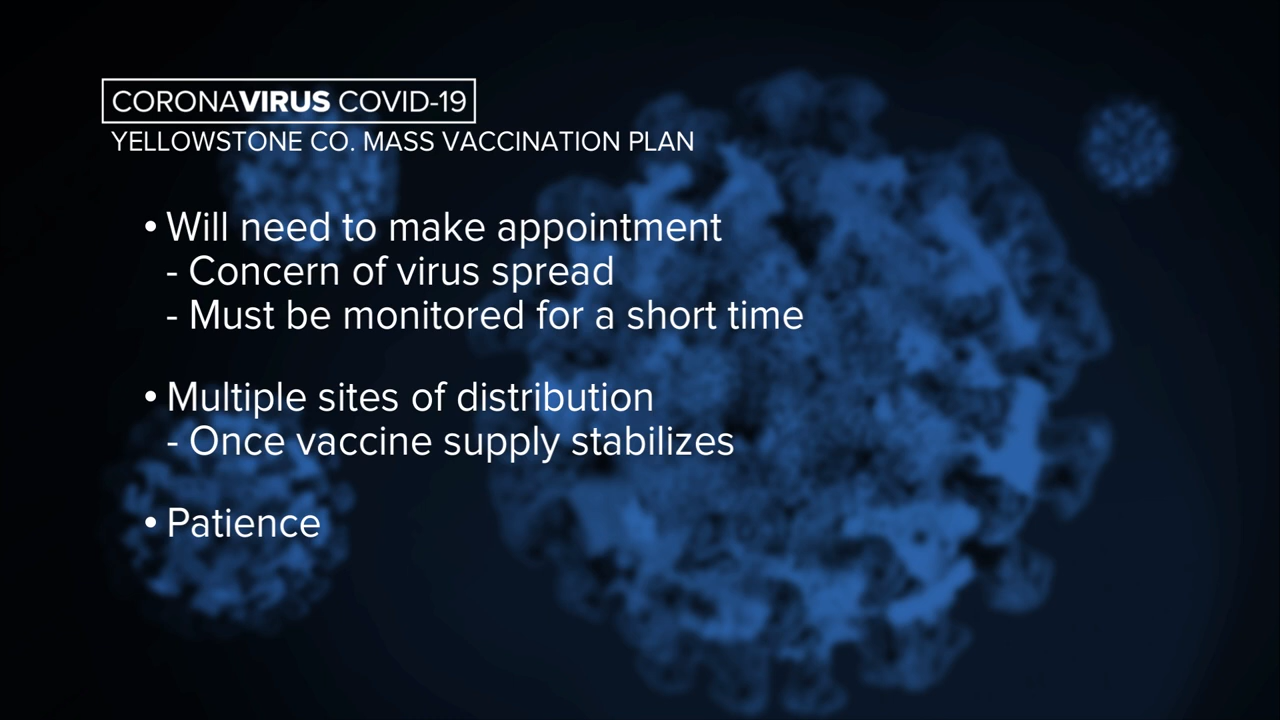 CORONAVIRUS COVID-19
YELLOWSTONE CO. MASS VACCINATION PLAN
• Will need to make appointment
- Concern of virus spread
- Must be monitored for a short time
• Multiple sites of distribution
- Once vaccine supply stabilizes
• Patience